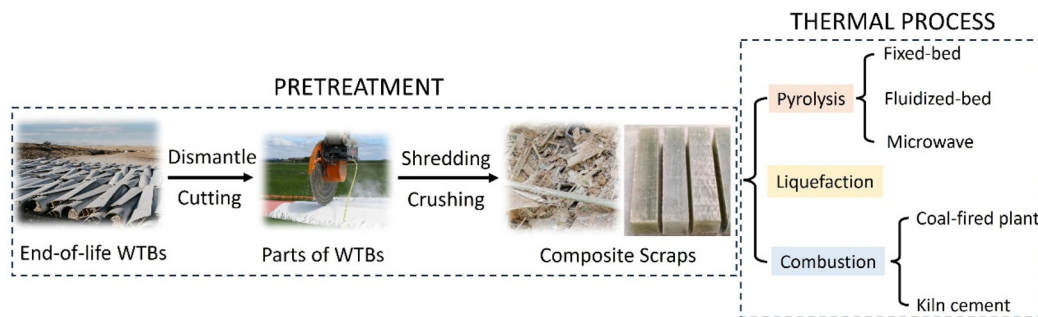 THERMAL PROCESS
PRETREATMENT
Dismantle
Cutting
Shredding
Crushing
End-of-life WTBs
Parts of WTBs
Composite Scraps
Pyrolysis
Fixed-bed
Fluidized-bed
Microwave
Liquefaction
Combustion
Coal-fired plant
Kiln cement